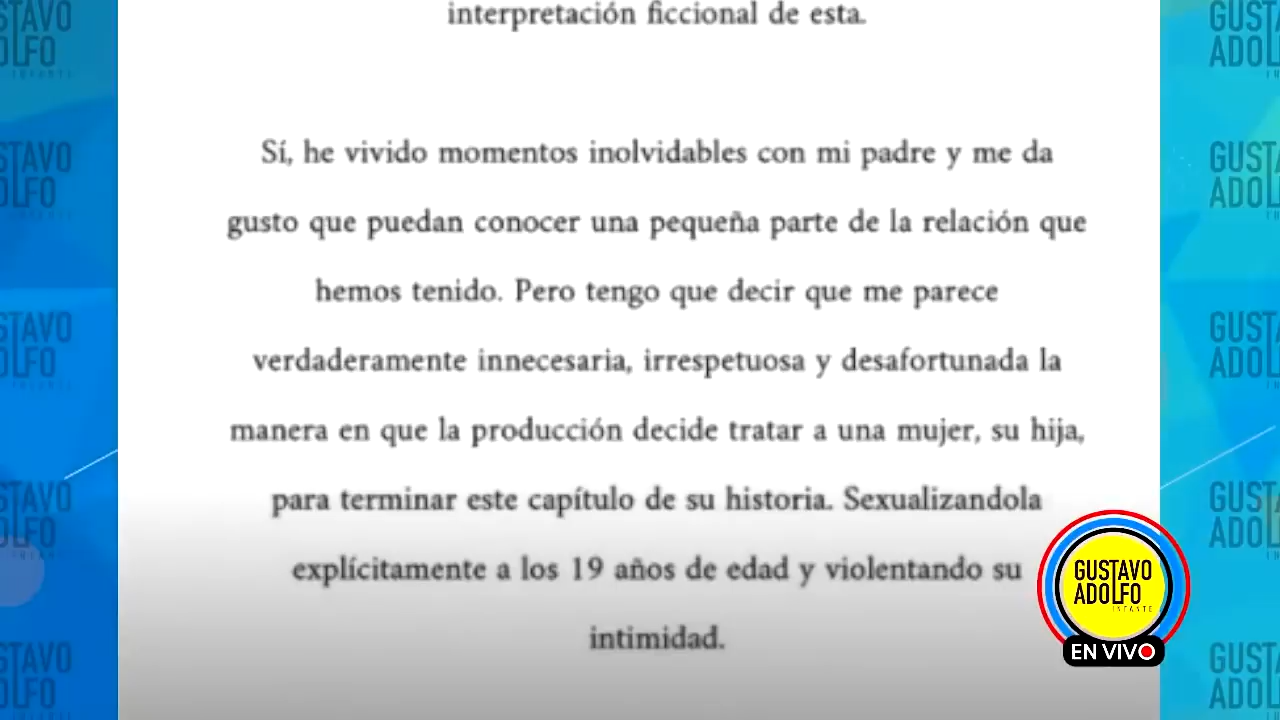 interpretación ficcional de esta.
Sí, he vivido momentos inolvidables con mi padre y me da
gusto que puedan conocer una pequeña parte de la relación que
hemos tenido. Pero tengo que decir que me parece
verdaderamente innecesaria, irrespetuosa y desafortunada la
manera en que la producción decide tratar a una mujer, su hija,
para terminar este capítulo de su historia. Sexualizandola
explícitamente a los 19 años de edad y violentando su
intimidad.
GUSTAVO
ADOLFO
INFANTE
EN VIVO